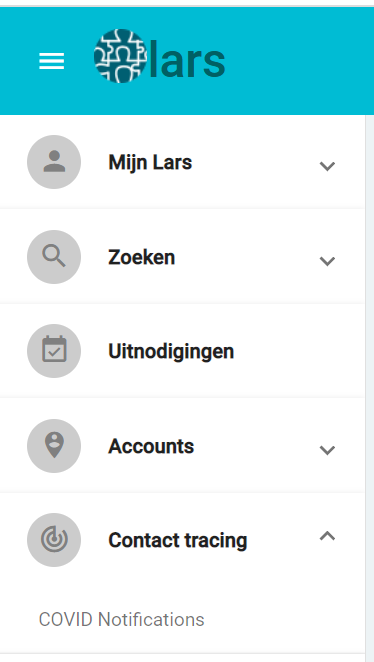 lars
Mijn Lars
Zoeken
Uitnodigingen
Accounts
Contact tracing
COVID Notifications